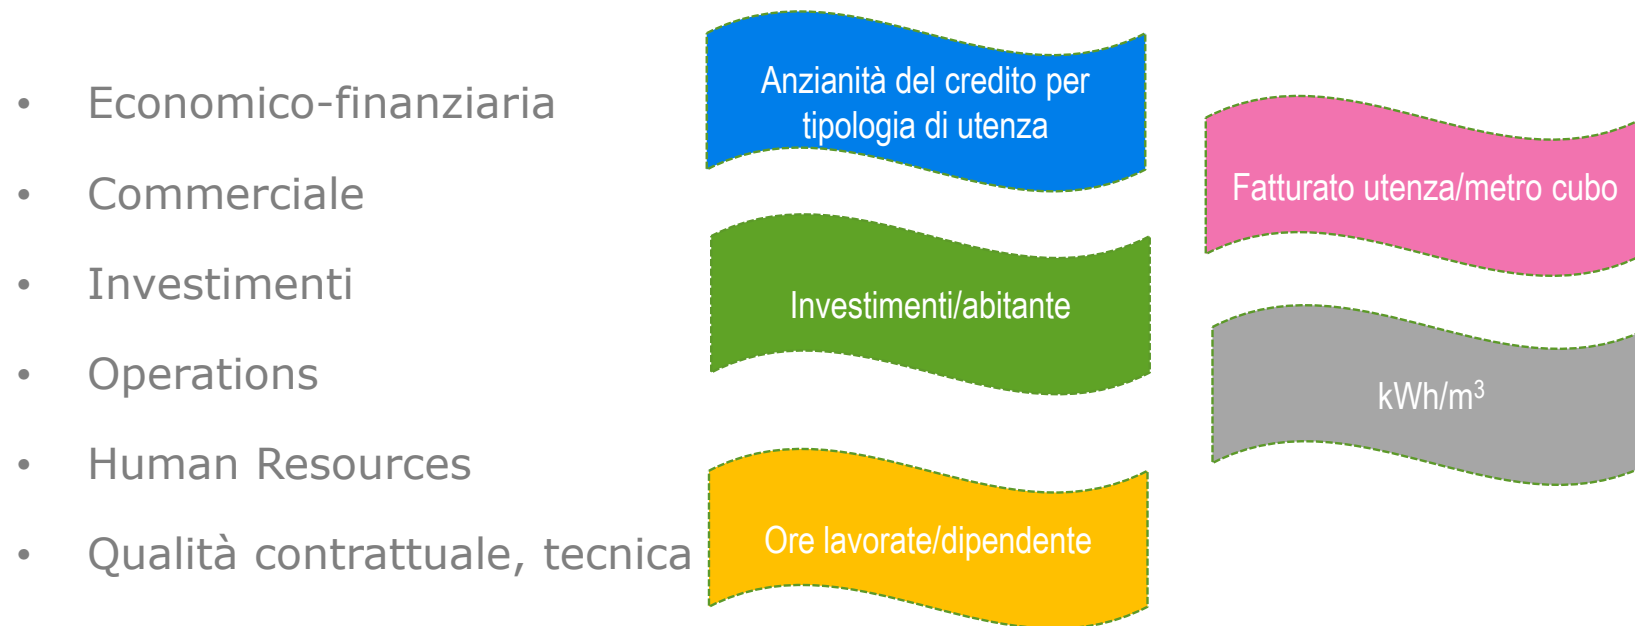 • Economico-finanziaria
• Commerciale
• Investimenti
• Operations
• Human Resources
• Qualità contrattuale, tecnica
Anzianità del credito per
tipologia di utenza
Fatturato utenza/metro cubo
Investimenti/abitante
kWh/m³
Ore lavorate/dipendente